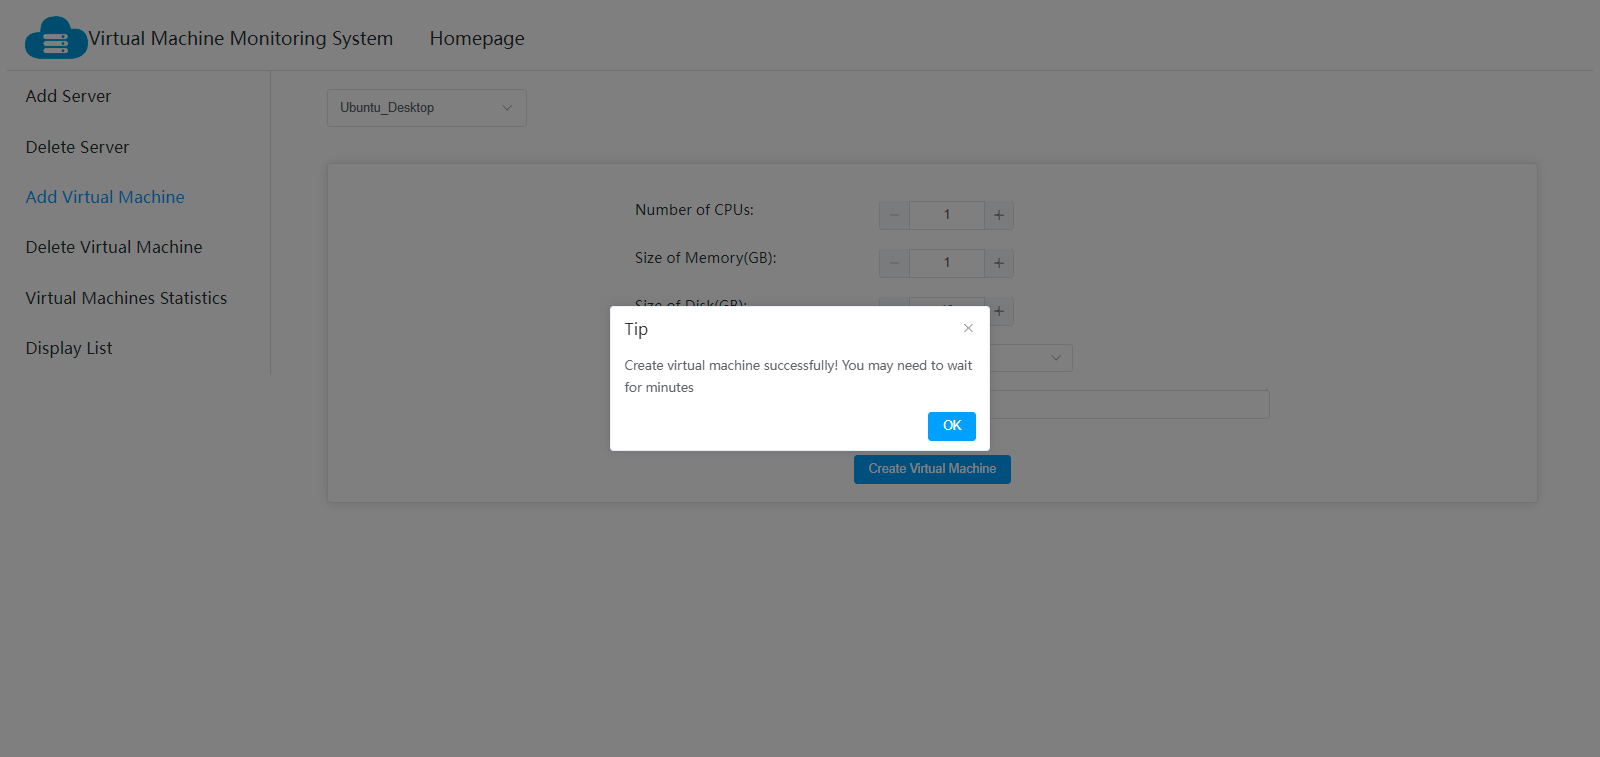 Virtual Machine Monitoring System Homepage
Add Server
Delete Server
Add Virtual Machine
Delete Virtual Machine
Virtual Machines Statistics
Display List
Ubuntu_Desktop
Number of CPUs: − 1 +
Size of Memory(GB): − 1 +
Size of Disk(GB): +
Tip
Create virtual machine successfully! You may need to wait
for minutes
OK
Create Virtual Machine